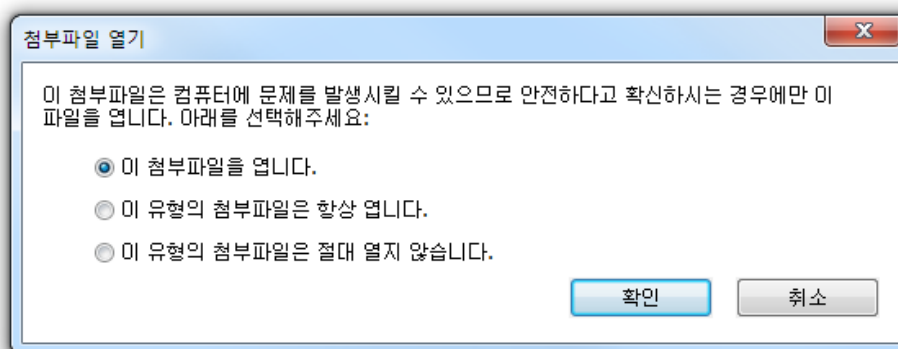 첨부파일 열기
이 첨부파일은 컴퓨터에 문제를 발생시킬 수 있으므로 안전하다고 확신하시는 경우에만 이
파일을 엽니다. 아래를 선택해주세요:
이 첨부파일을 엽니다.
이 유형의 첨부파일은 항상 엽니다.
이 유형의 첨부파일은 절대 열지 않습니다.
확인 취소